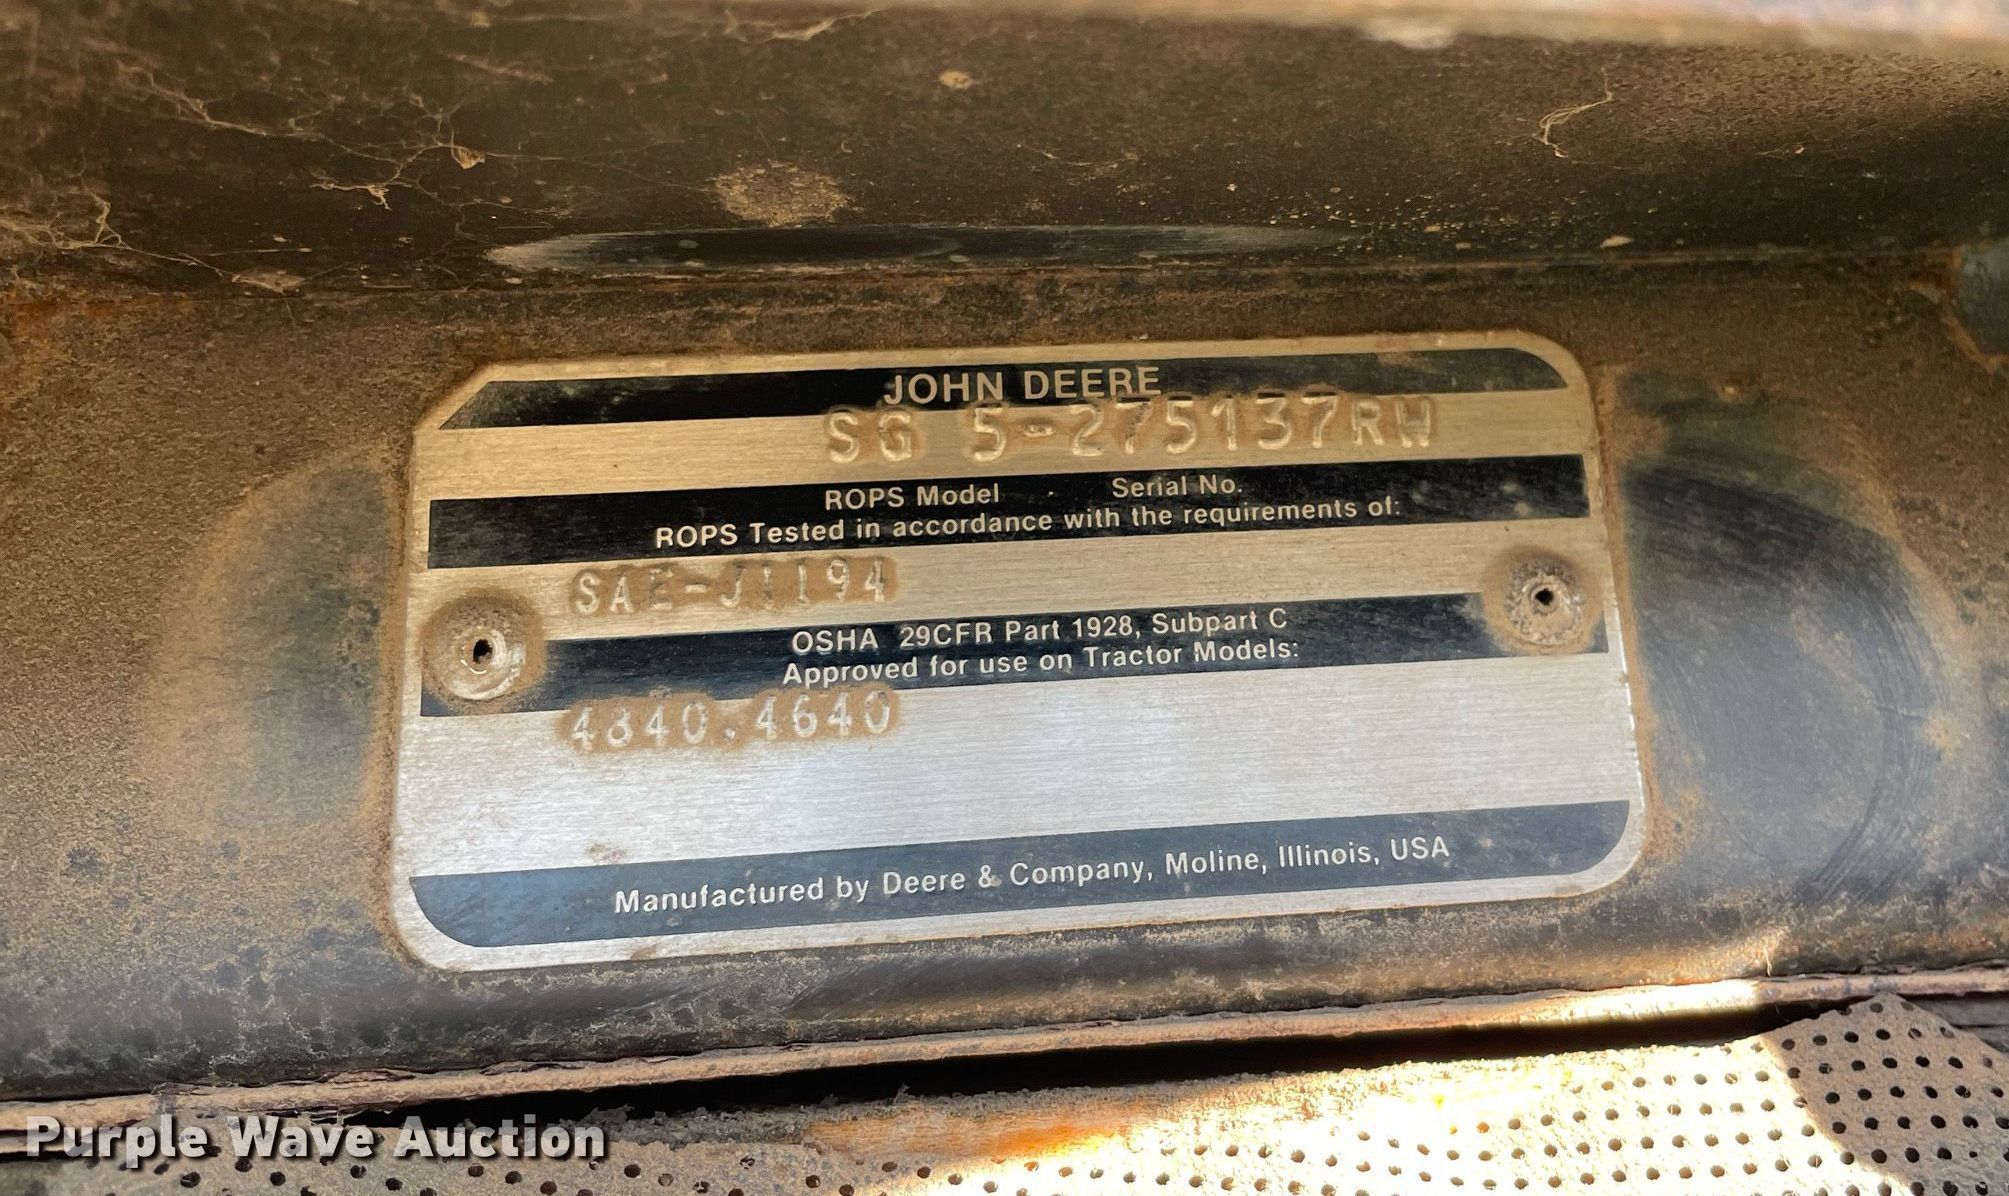 JOHN DEERE
SG 5-275137RW
ROPS Model Serial No.
ROPS Tested in accordance with the requirements of:
SAE-J1194
OSHA 29CFR Part 1928, Subpart C
Approved for use on Tractor Models:
4840.4640
Manufactured by Deere & Company, Moline, Illinois, USA
Purple Wave Auction